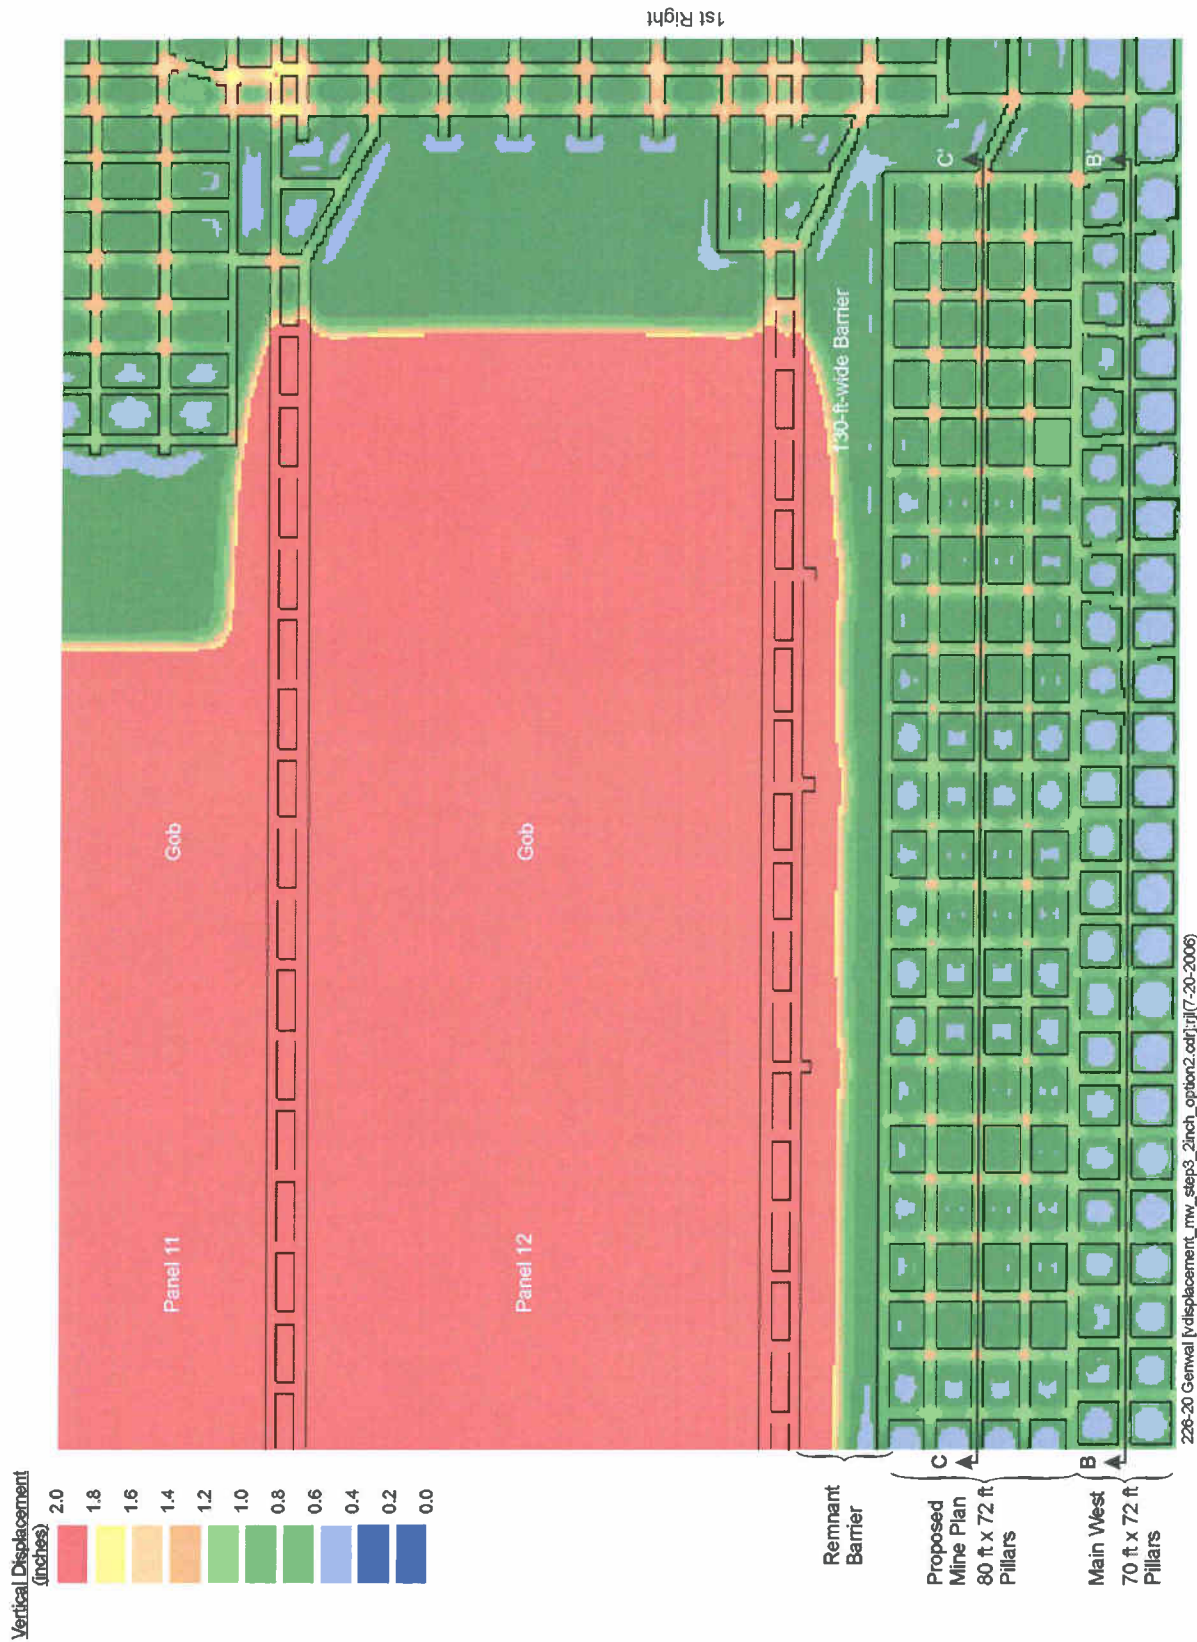 1st Right
C'
B'
130-ft-wide Barrier
Gob
Gob
Panel 11
Panel 12
Vertical Displacement
(inches)
2.0
1.8
1.6
1.4
1.2
1.0
0.8
0.6
0.4
0.2
0.0
Remnant
Barrier
C
Proposed
Mine Plan
80 ft x 72 ft
Pillars
B
Main West
70 ft x 72 ft
Pillars
226-20 Genwal [vdisplacement_mw_step3_2inch_option2.cdr]:rjl(7-20-2006)